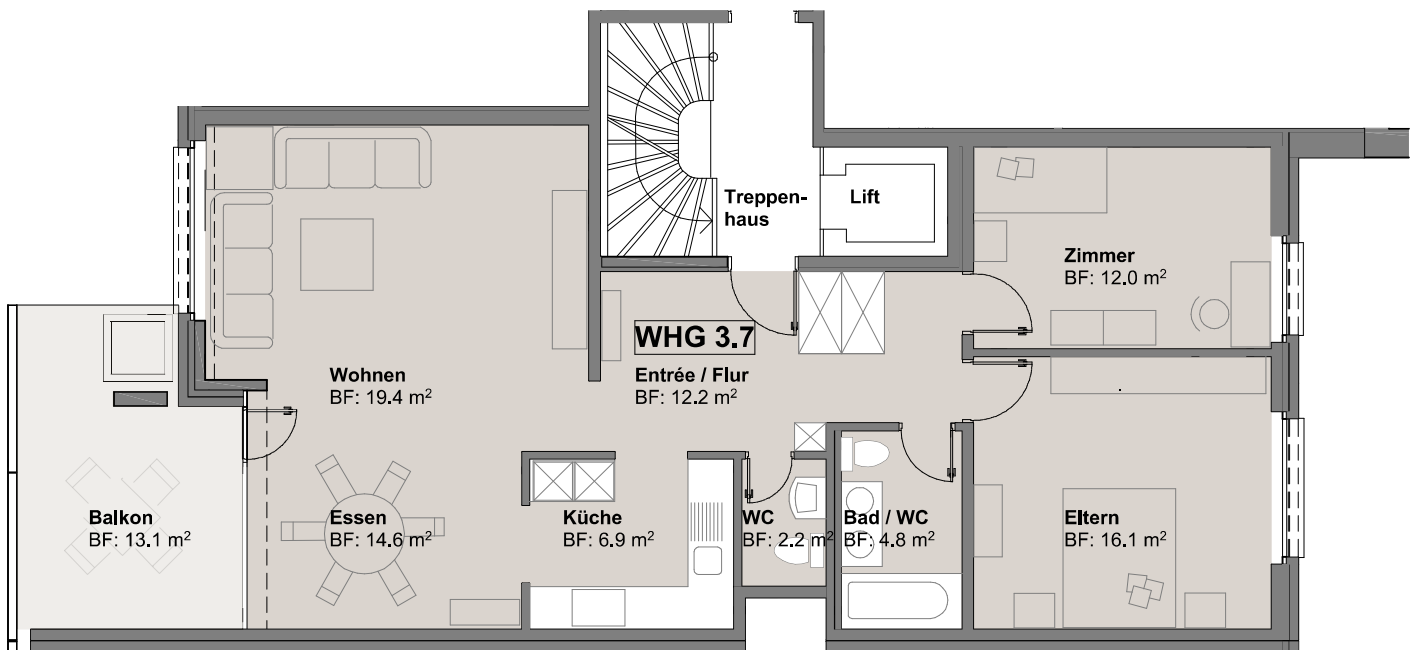 Treppen-
haus
Lift
Zimmer
BF: 12.0 m²
WHG 3.7
Wohnen
BF: 19.4 m²
Entrée / Flur
BF: 12.2 m²
Balkon
BF: 13.1 m²
Essen
BF: 14.6 m²
Küche
BF: 6.9 m²
WC
BF: 2.2 m²
Bad / WC
BF: 4.8 m²
Eltern
BF: 16.1 m²